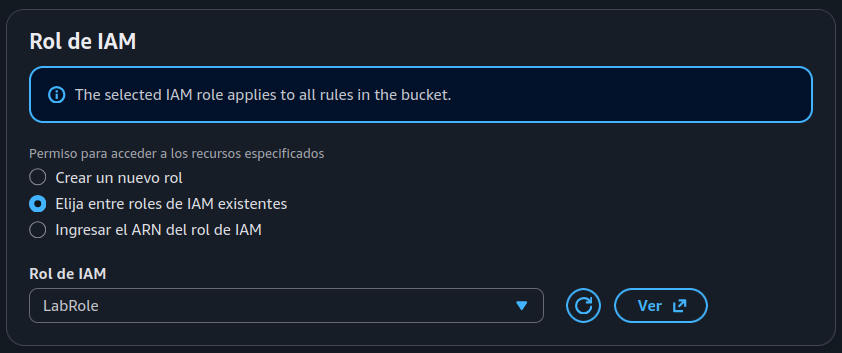 Rol de IAM
The selected IAM role applies to all rules in the bucket.
Permiso para acceder a los recursos especificados
Crear un nuevo rol
Elija entre roles de IAM existentes
Ingresar el ARN del rol de IAM
Rol de IAM
LabRole
Ver